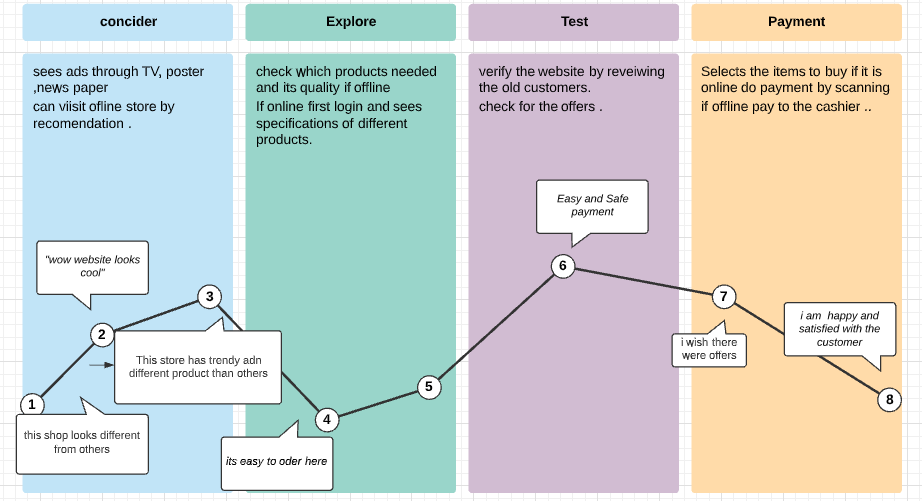 concider
Explore
Test
Payment
sees ads through TV, poster
,news paper
can viisit ofline store by
recomendation .
check which products needed
and its quality if offline
If online first login and sees
specifications of different
products.
verify the website by reveiwing
the old customers.
check for the offers .
Selects the items to buy if it is
online do payment by scanning
if offline pay to the cashier ..
"wow website looks
cool"
This store has trendy adn
different product than others
this shop looks different
from others
its easy to oder here
Easy and Safe
payment
i wish there
were offers
i am  happy and
satisfied with the
customer
1
2
3
4
5
6
7
8